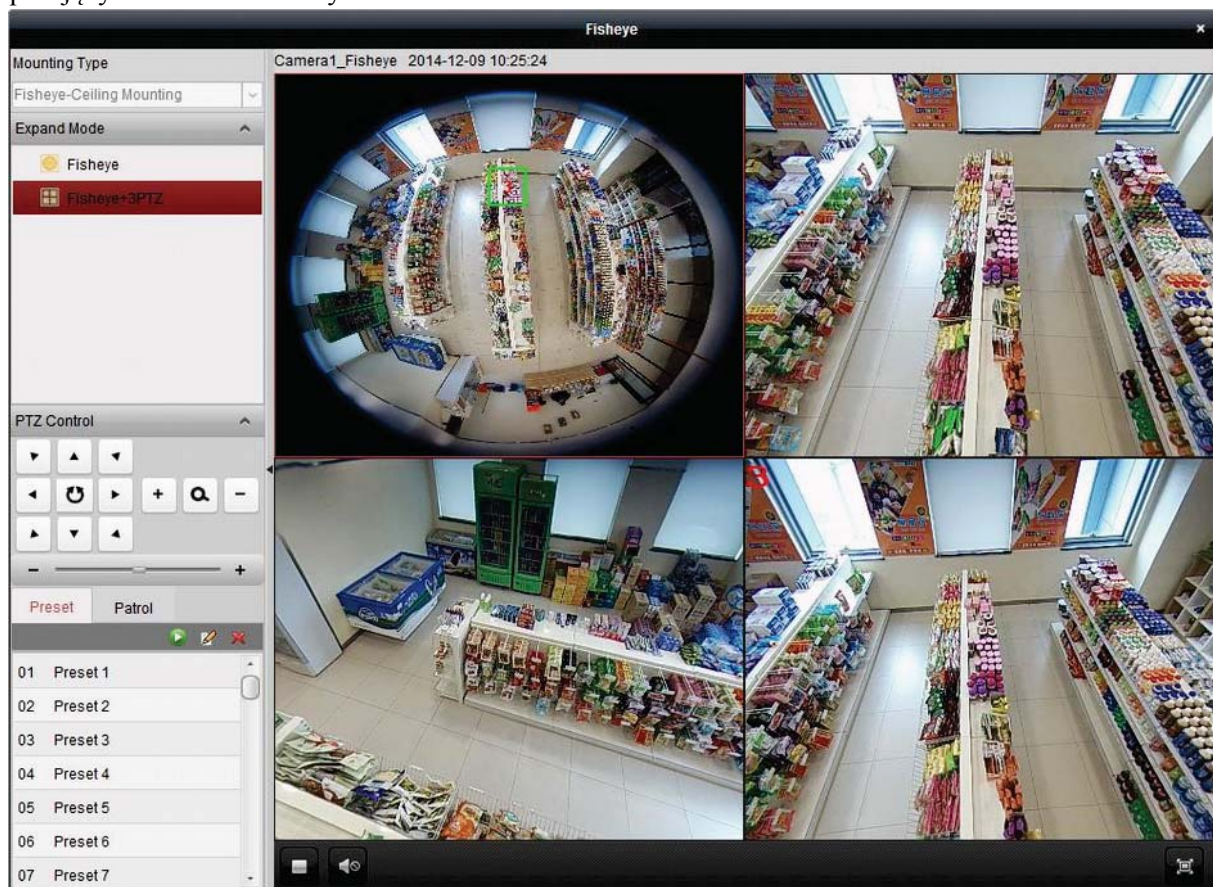 Fisheye
Mounting Type
Fisheye-Ceiling Mounting
Expand Mode
Fisheye
Fisheye+3PTZ
PTZ Control
Preset
Patrol
01 Preset 1
02 Preset 2
03 Preset 3
04 Preset 4
05 Preset 5
06 Preset 6
07 Preset 7
Camera1_Fisheye 2014-12-09 10:25:24